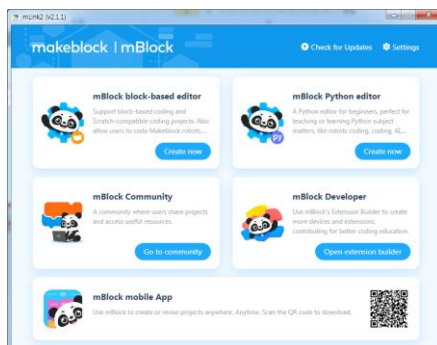 mLink2 (v2.1.1)
makeblock | mBlock
Check for Updates
Settings
mBlock block-based editor
Support block-based coding and
Scratch-compatible coding projects. Also
allow users to code Makeblock robots,...
Create now
mBlock Python editor
A Python editor for beginners, perfect for
teaching or learning Python subject
matters, like robots coding, coding, AI,...
Py
Create now
mBlock Community
A community where users share projects
and access useful resources.
Go to community
mBlock Developer
Use mBlock's Extension Builder to create
more devices and extensions,
contributing for better coding education.
Open extension builder
mBlock mobile App
Use mBlock to create or reuse projects anywhere, Anytime. Scan the QR code to download.